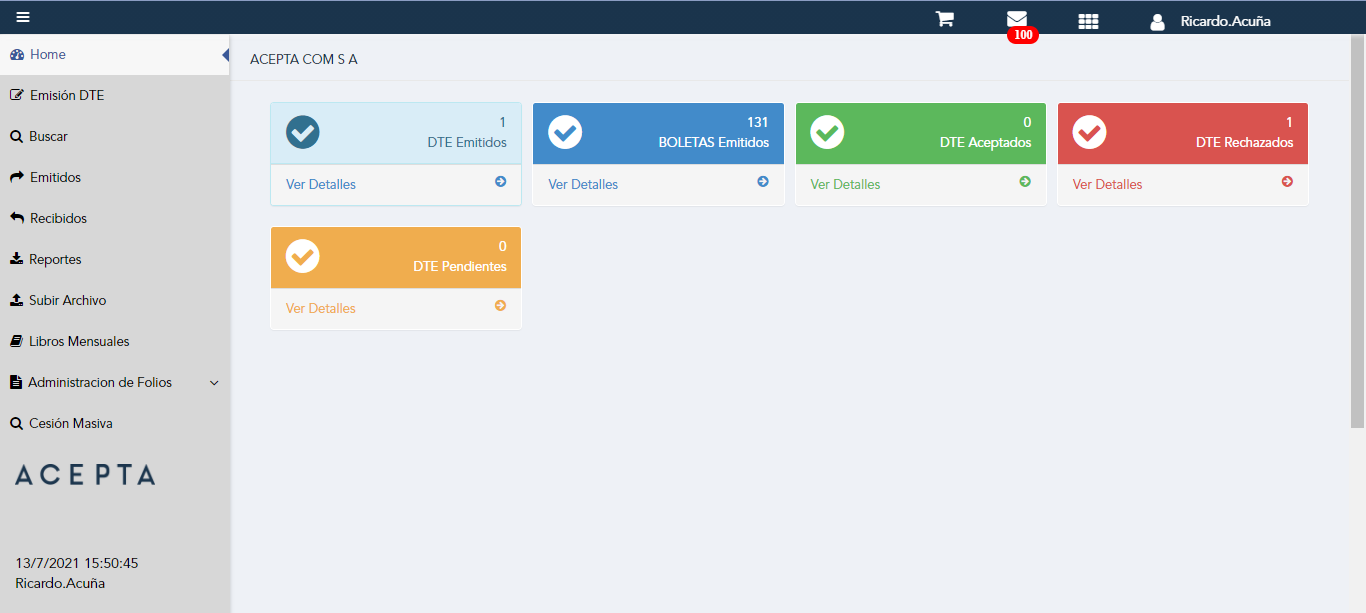 100
Ricardo.Acuña
Home
ACEPTA COM S A
Emisión DTE
Buscar
Emitidos
Recibidos
Reportes
Subir Archivo
Libros Mensuales
Administracion de Folios
Cesión Masiva
ACEPTA
13/7/2021 15:50:45
Ricardo.Acuña
1
DTE Emitidos
Ver Detalles
131
BOLETAS Emitidos
Ver Detalles
0
DTE Aceptados
Ver Detalles
1
DTE Rechazados
Ver Detalles
0
DTE Pendientes
Ver Detalles